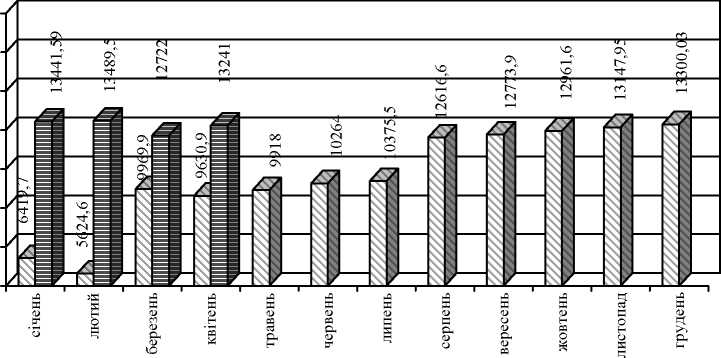 6419,7
13441,59
5624,6
13489,5
9969,9
12722
9630,9
13241
9918
10264
10375,5
12616,6
12773,9
12961,6
13147,95
13300,03
січень
лютий
березень
квітень
травень
червень
липень
серпень
вересень
жовтень
листопад
грудень